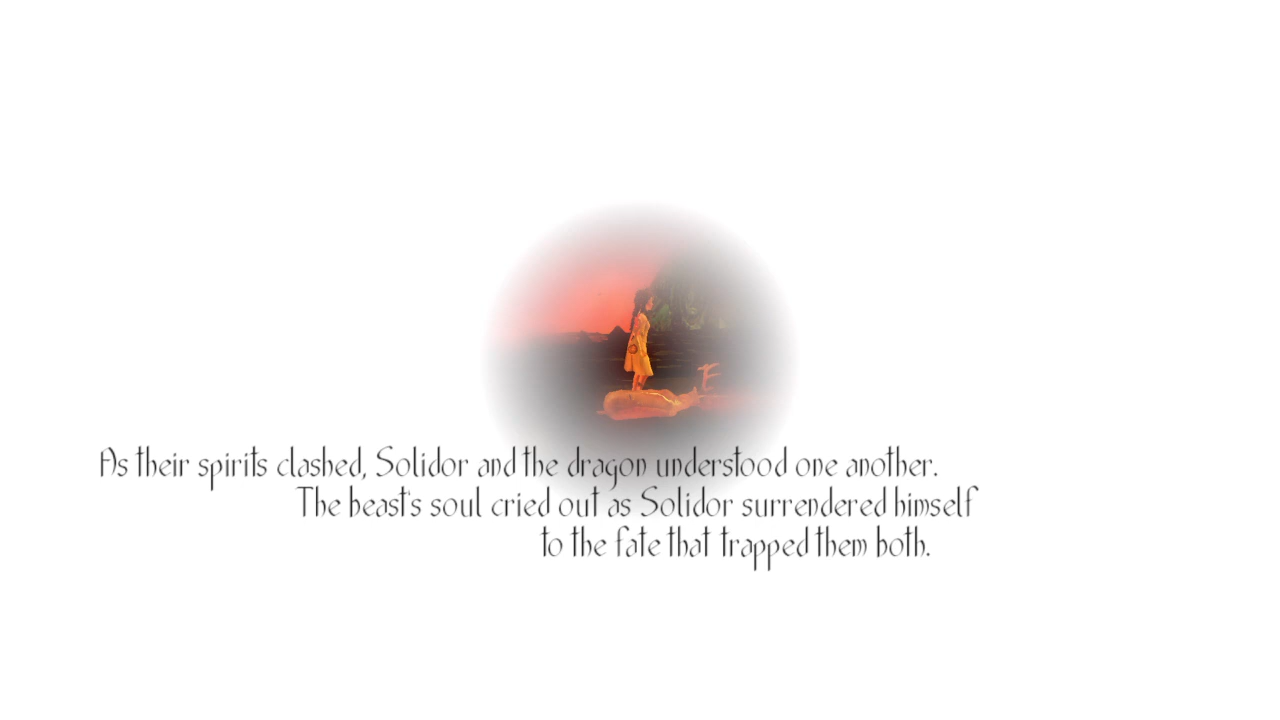 As their spirits clashed, Solidor and the dragon understood one another.
The beast's soul cried out as Solidor surrendered himself
to the fate that trapped them both.